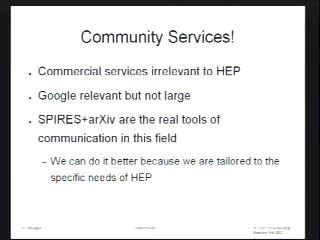 Community Services!
Commercial services irrelevant to HEP
Google relevant but not large
SPIRES+arXiv are the real tools of
communication in this field
– We can do it better because we are tailored to the
specific needs of HEP